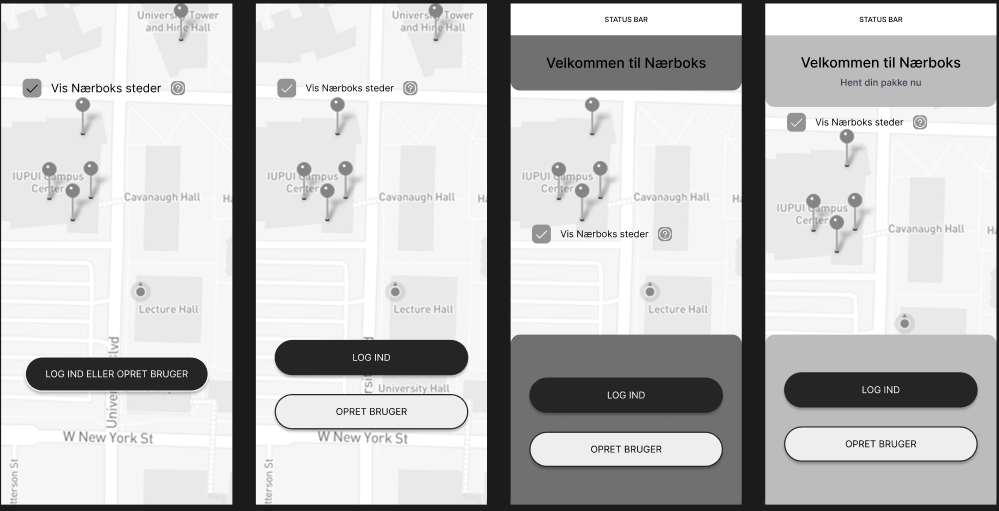 University Tower
and Hine Hall
Vis Nærboks steder
IUPUI Campus
Center
Cavanaugh Hall
Ha
Lecture Hall
LOG IND ELLER OPRET BRUGER
Blvd
W New York St
tterson St
University Tower
and Hine Hall
Vis Nærboks steder
IUPUI Campus
Center
Cavanaugh Hall
Ha
Lecture Hall
LOG IND
University Hall
OPRET BRUGER
W New York St
tterson St
STATUS BAR
Velkommen til Nærboks
IUPUI Campus
Center
Cavanaugh Hall
Ha
Vis Nærboks steder
Lecture Hall
LOG IND
OPRET BRUGER
STATUS BAR
Velkommen til Nærboks
Hent din pakke nu
Vis Nærboks steder
IUPUI Campus
Center
Cavanaugh Hall
Ha
LOG IND
OPRET BRUGER